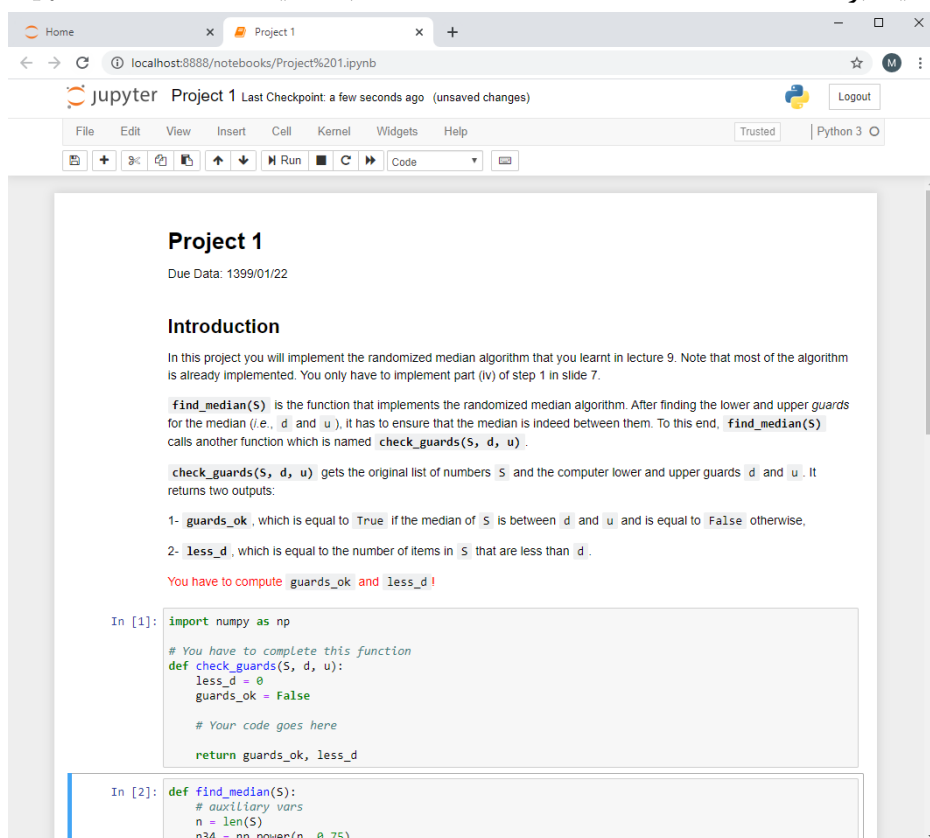 Home
Project 1
localhost:8888/notebooks/Project%201.ipynb
M
jupyter Project 1 Last Checkpoint: a few seconds ago (unsaved changes)
Logout
File Edit View Insert Cell Kernel Widgets Help
Trusted
Python 3
Run
Code
Project 1
Due Data: 1399/01/22
Introduction
In this project you will implement the randomized median algorithm that you learnt in lecture 9. Note that most of the algorithm
is already implemented. You only have to implement part (iv) of step 1 in slide 7.
find_median(S) is the function that implements the randomized median algorithm. After finding the lower and upper guards
for the median (i.e., d and u ), it has to ensure that the median is indeed between them. To this end, find_median(S)
calls another function which is named check_guards(S, d, u) .
check_guards(S, d, u) gets the original list of numbers S and the computer lower and upper guards d and u . It
returns two outputs:
1- guards_ok , which is equal to True if the median of S is between d and u and is equal to False otherwise,
2- less_d , which is equal to the number of items in S that are less than d .
You have to compute guards_ok and less_d !
In [1]: import numpy as np
# You have to complete this function
def check_guards(S, d, u):
less_d = 0
guards_ok = False
# Your code goes here
return guards_ok, less_d
In [2]: def find_median(S):
# auxiliary vars
n = len(S)
n34 = np.power(n, 0.75)